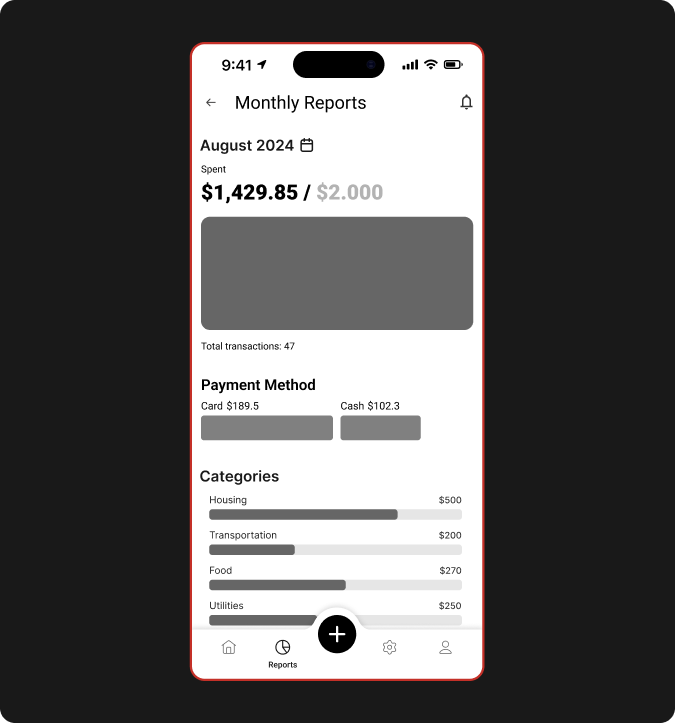 9:41
Monthly Reports
August 2024
Spent
$1,429.85 / $2.000
Total transactions: 47
Payment Method
Card $189.5 Cash $102.3
Categories
Housing $500
Transportation $200
Food $270
Utilities $250
Reports